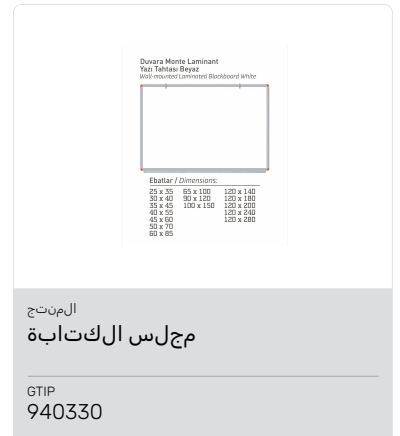 Duvara Monte Laminant
Yazı Tahtası Beyaz
Wall-mounted Laminated Blackboard White
Ebatlar / Dimensions:
25 x 35 65 x 100 120 x 140
30 x 40 90 x 120 120 x 180
35 x 45 100 x 150 120 x 200
40 x 55 120 x 240
45 x 60 120 x 280
50 x 70
60 x 85
المنتج
مجلس الكتابة
GTIP
940330